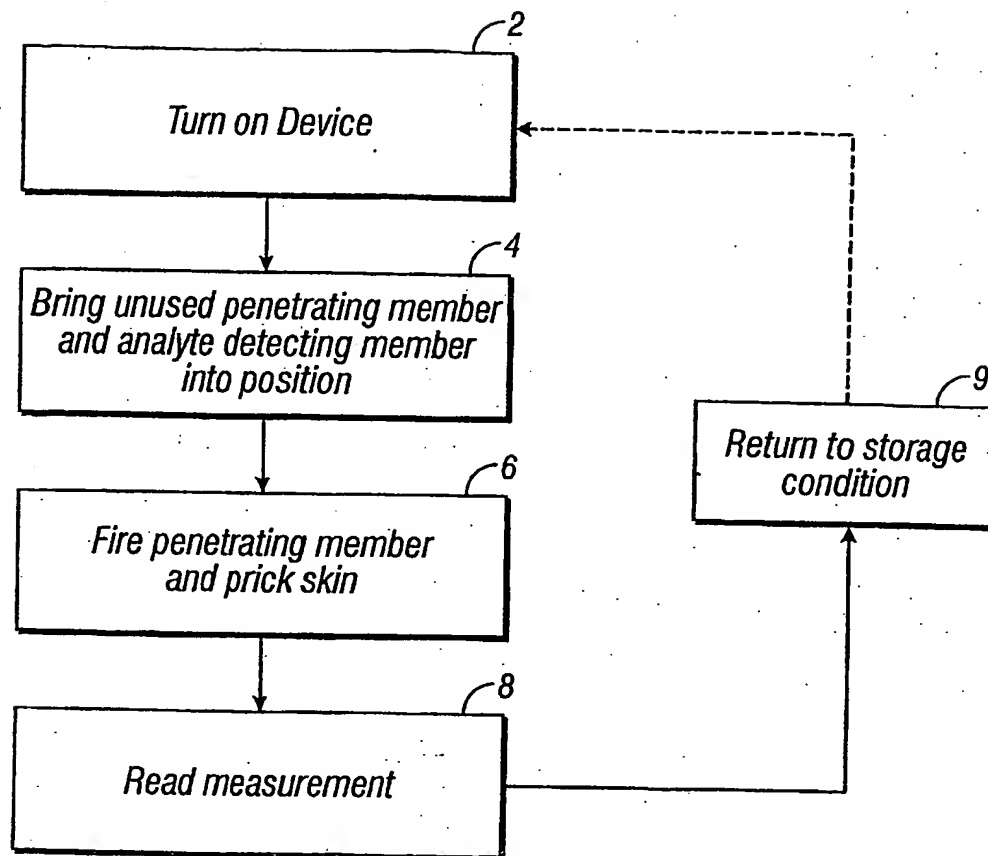 2
Turn on Device
4
Bring unused penetrating member
and analyte detecting member
into position
6
Fire penetrating member
and prick skin
8
Read measurement
9
Return to storage
condition